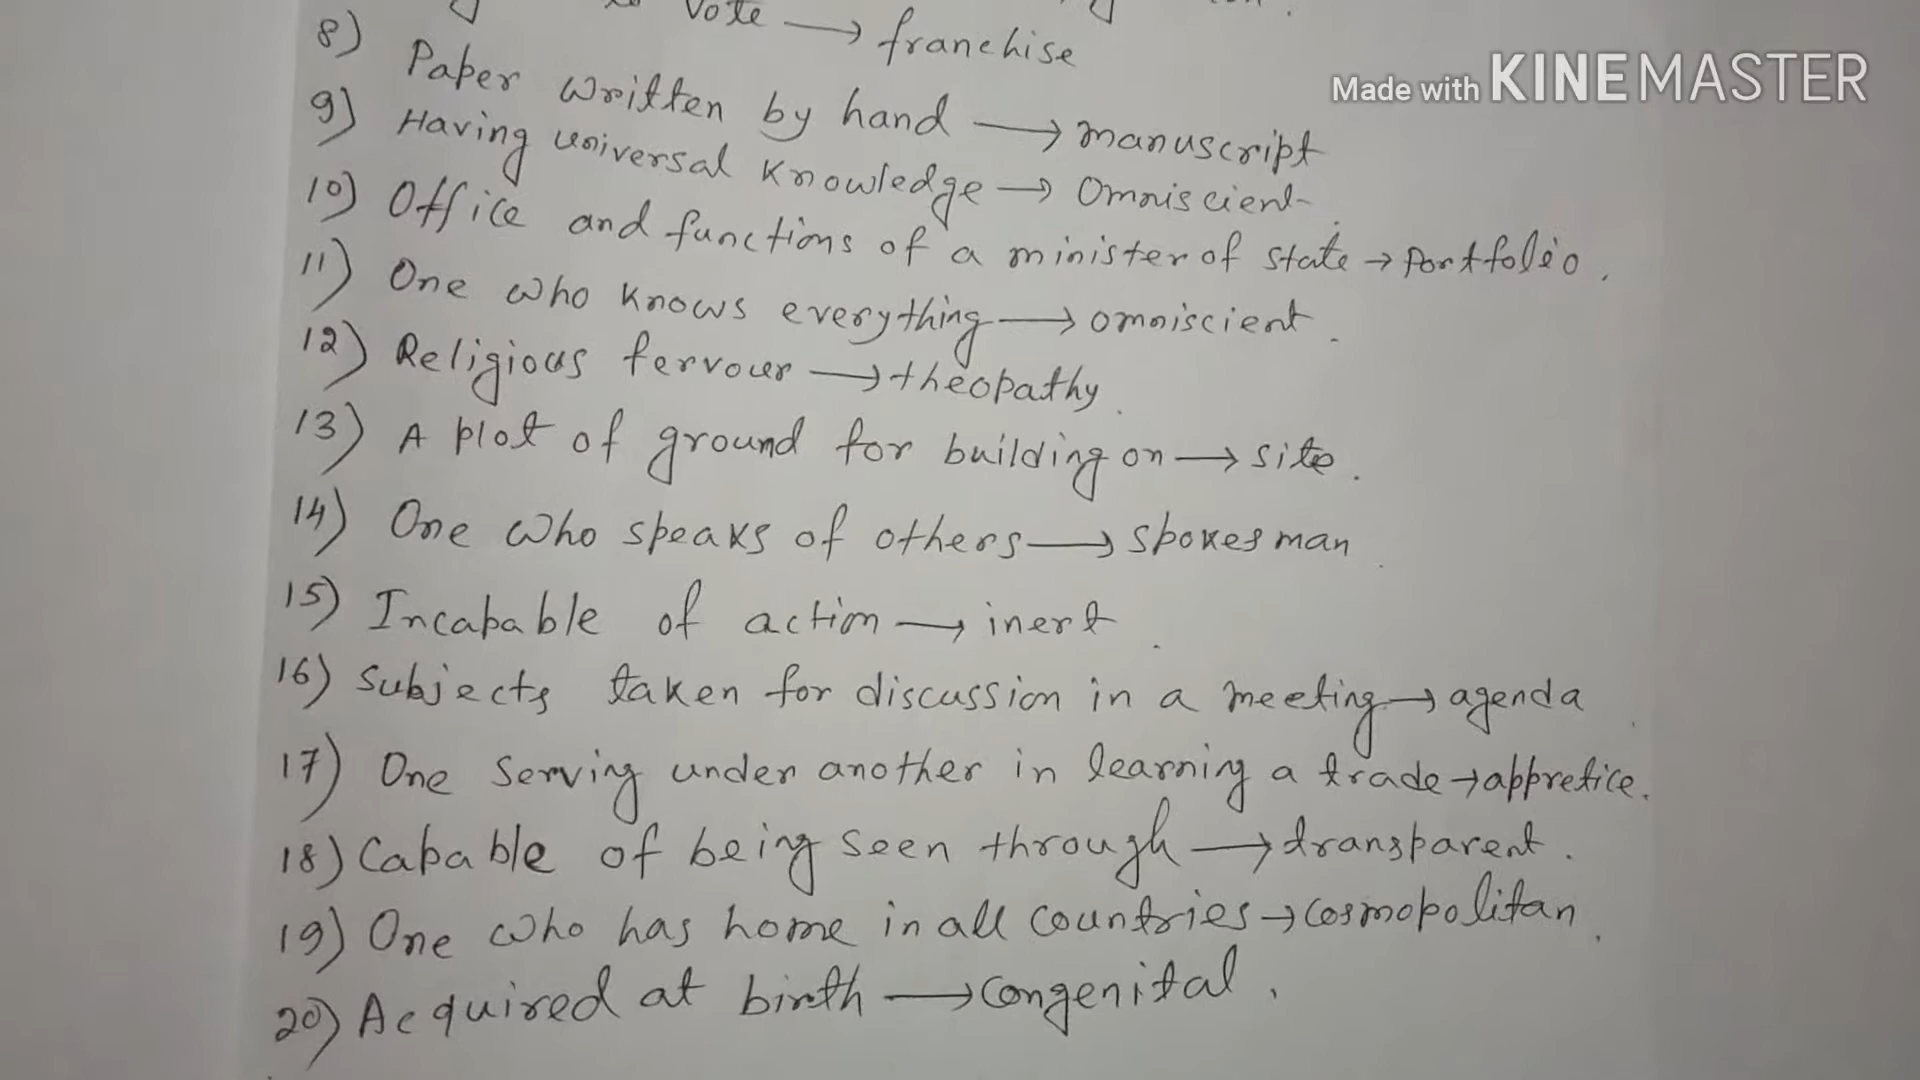 vote → franchise
8) Paper written by hand → manuscript
Made with KINEMASTER
9) Having universal knowledge → Omniscient
10) Office and functions of a minister of state → Portfolio.
11) One who knows everything → omniscient.
12) Religious fervour → theopathy.
13) A plot of ground for building on → site.
14) One who speaks of others → spokesman.
15) Incapable of action → inert.
16) Subjects taken for discussion in a meeting → agenda.
17) One serving under another in learning a trade → appretice.
18) Capable of being seen through → transparent.
19) One who has home in all countries → cosmopolitan.
20) Acquired at birth → congenital.